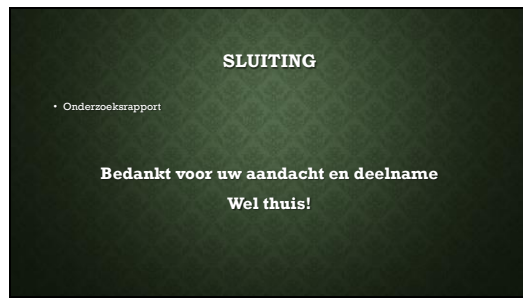 SLUITING
• Onderzoeksrapport
Bedankt voor uw aandacht en deelname
Wel thuis!